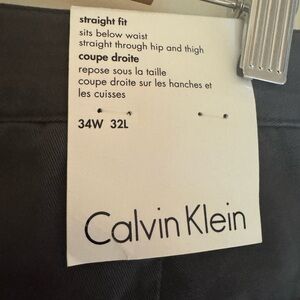 straight fit
sits below waist
straight through hip and thigh
coupe droite
repose sous la taille
coupe droite sur les hanches et
les cuisses
34W 32L
Calvin Klein